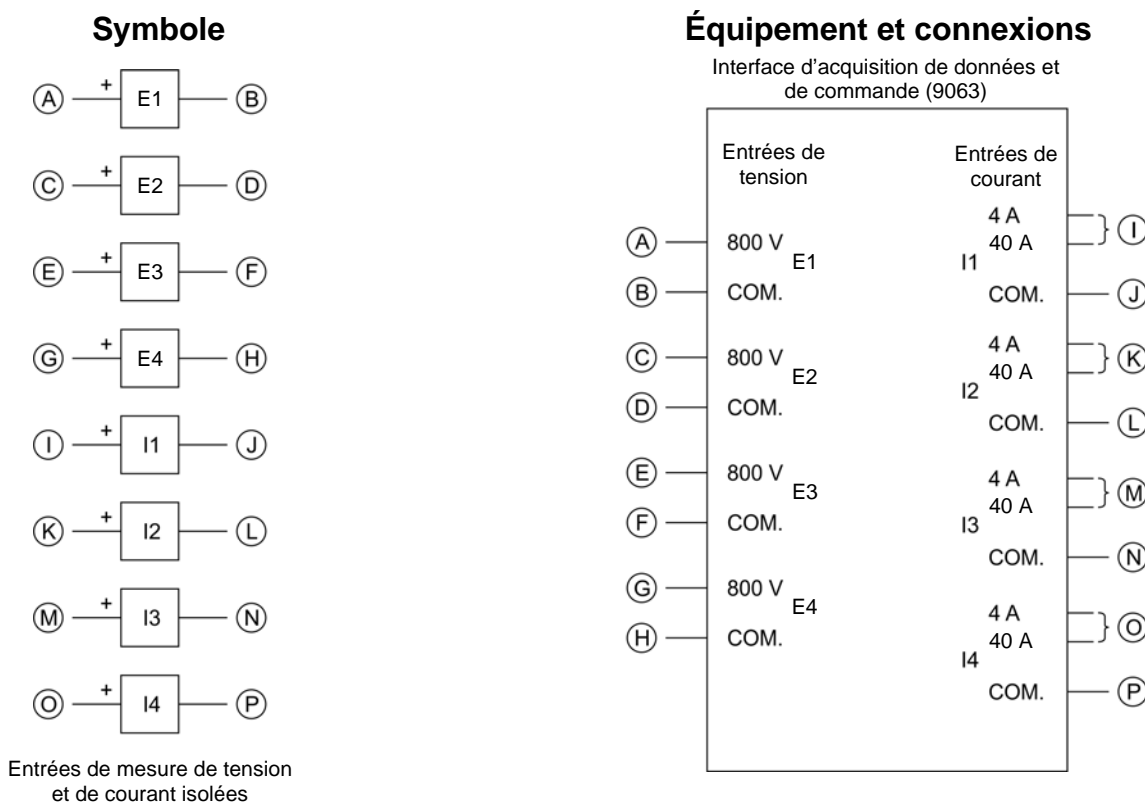 Symbole
A + E1 B
C + E2 D
E + E3 F
G + E4 H
I + I1 J
K + I2 L
M + I3 N
O + I4 P
Entrées de mesure de tension
et de courant isolées
Équipement et connexions
Interface d'acquisition de données et
de commande (9063)
Entrées de
tension
A 800 V
E1
B COM.
C 800 V
E2
D COM.
E 800 V
E3
F COM.
G 800 V
E4
H COM.
Entrées de
courant
4 A
I
40 A
I1
COM. J
4 A
K
40 A
I2
COM. L
4 A
M
40 A
I3
COM. N
4 A
O
40 A
I4
COM. P